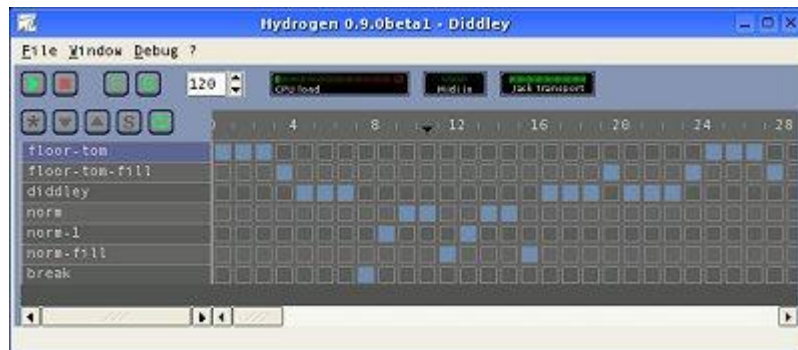 Hydrogen 0.9.0beta1 - Diddley
File Window Debug ?
120 CPU load Midi in Jack transport
S 4 8 12 16 20 24 28
floor-tom
floor-tom-fill
diddley
norm
norm-1
norm-fill
break